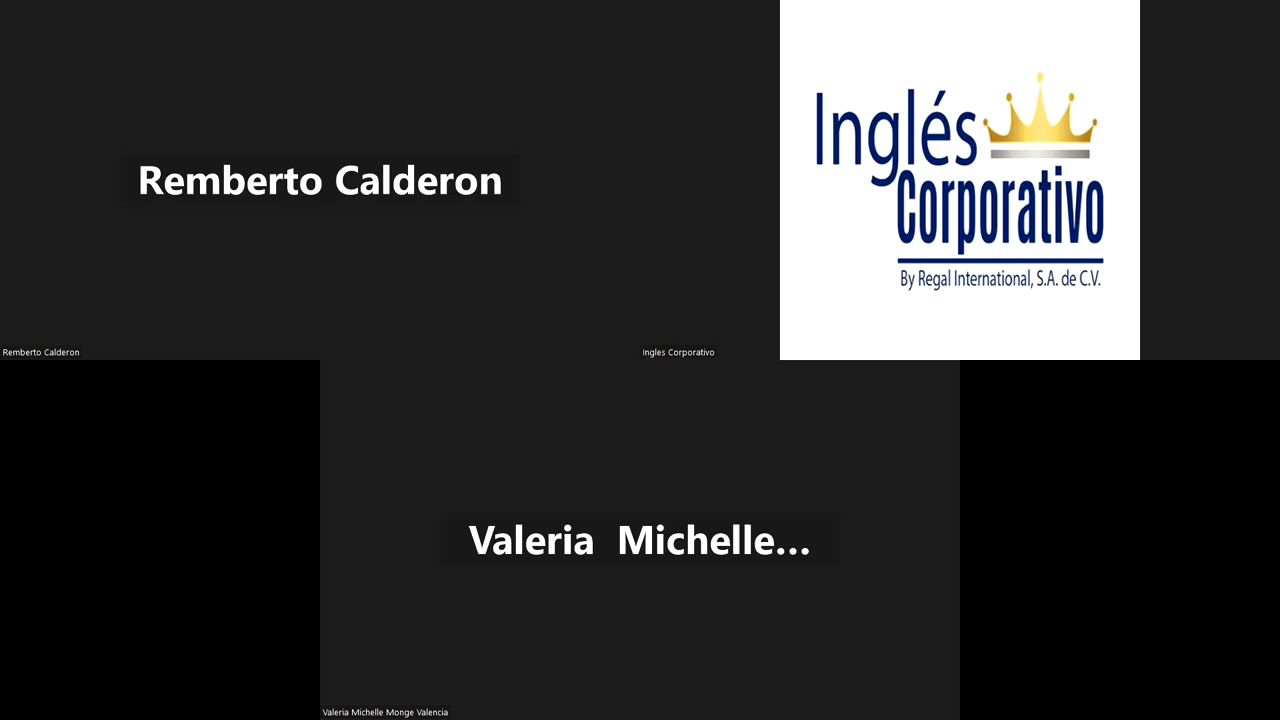 Remberto Calderon
Remberto Calderon
Inglés
Corporativo
By Regal International, S.A. de C.V.
Ingles Corporativo
Valeria Michelle...
Valeria Michelle Monge Valencia